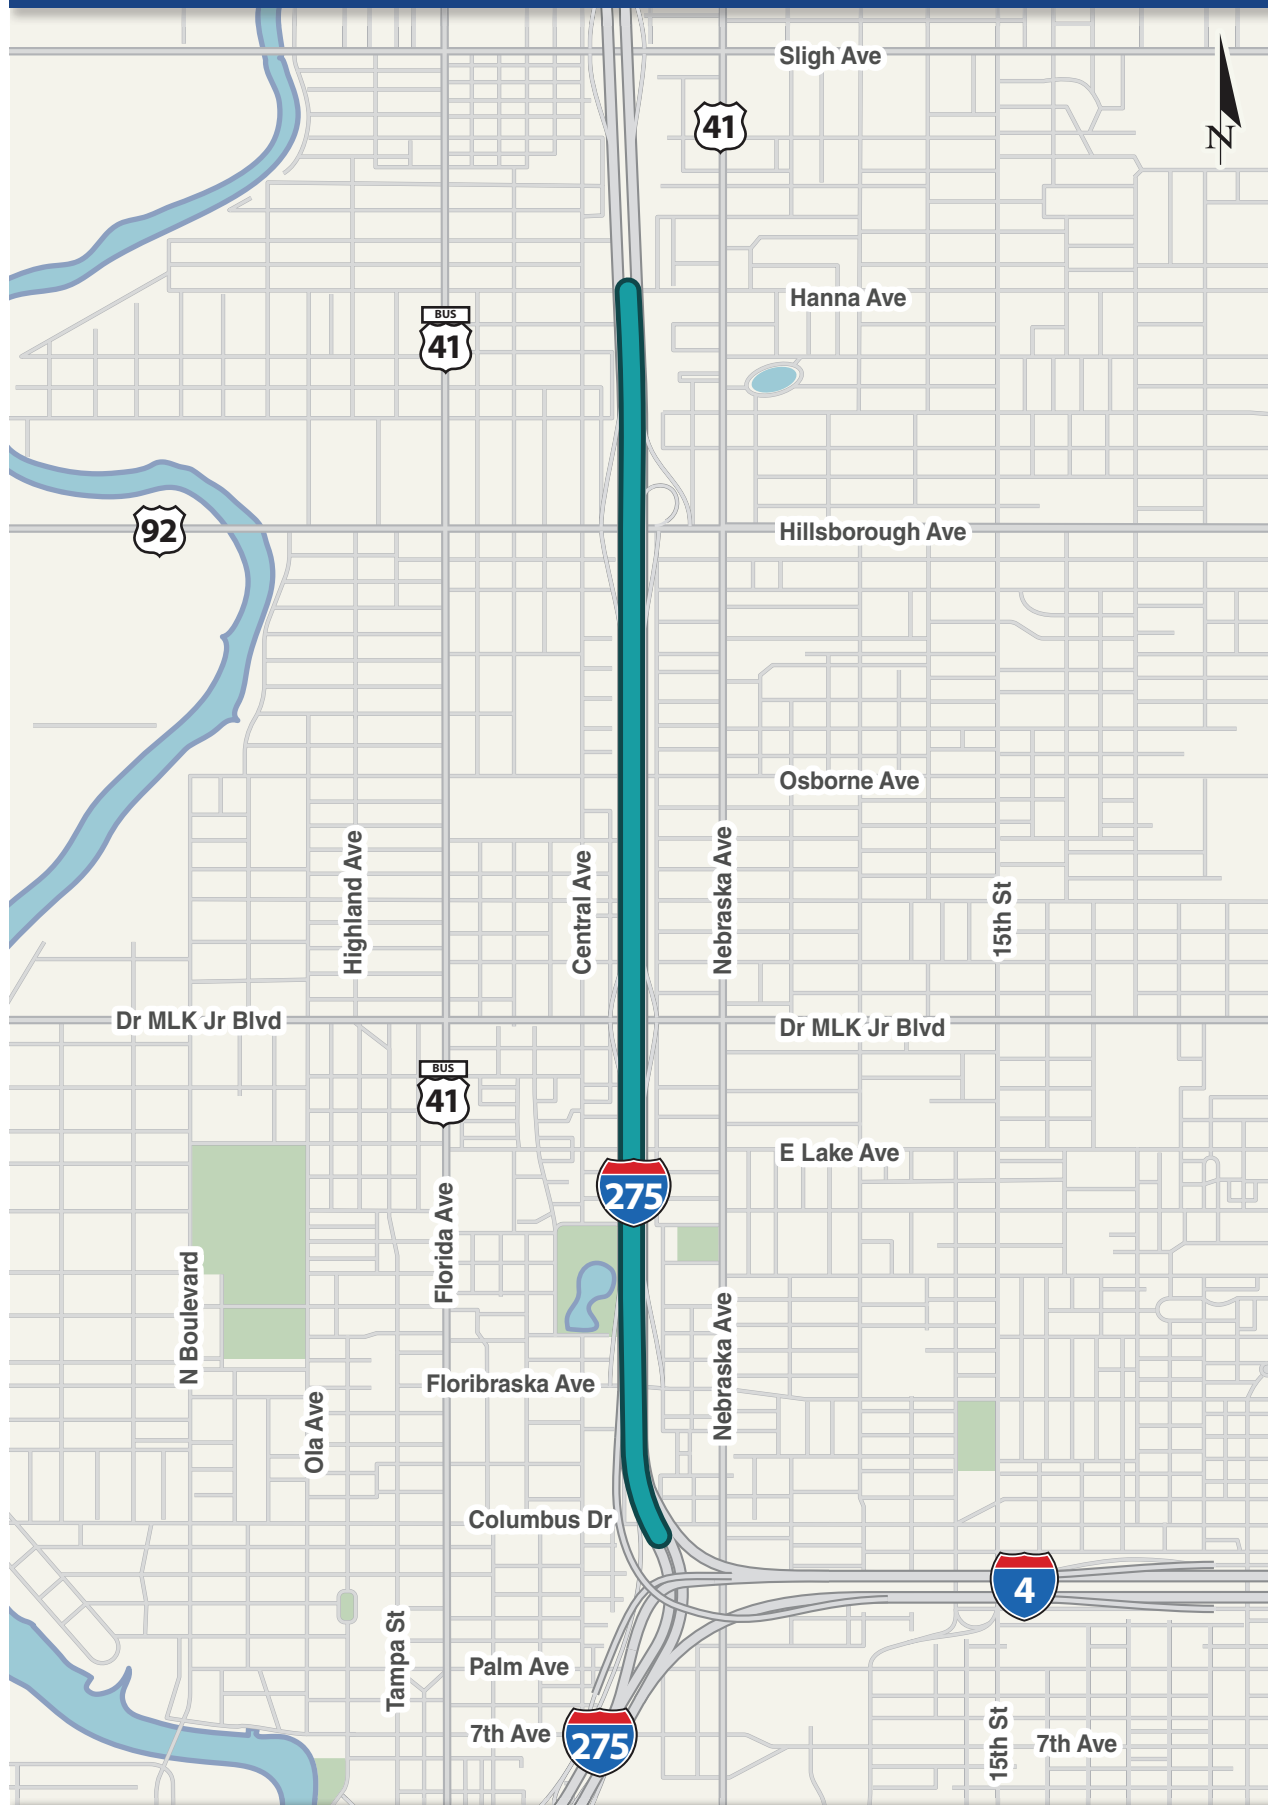 Sligh Ave
41
N
Hanna Ave
BUS
41
92
Hillsborough Ave
Osborne Ave
Highland Ave
Central Ave
Nebraska Ave
15th St
Dr MLK Jr Blvd
Dr MLK Jr Blvd
BUS
41
E Lake Ave
275
Florida Ave
N Boulevard
Nebraska Ave
Floribraska Ave
Ola Ave
Columbus Dr
4
Tampa St
Palm Ave
7th Ave
275
15th St
7th Ave